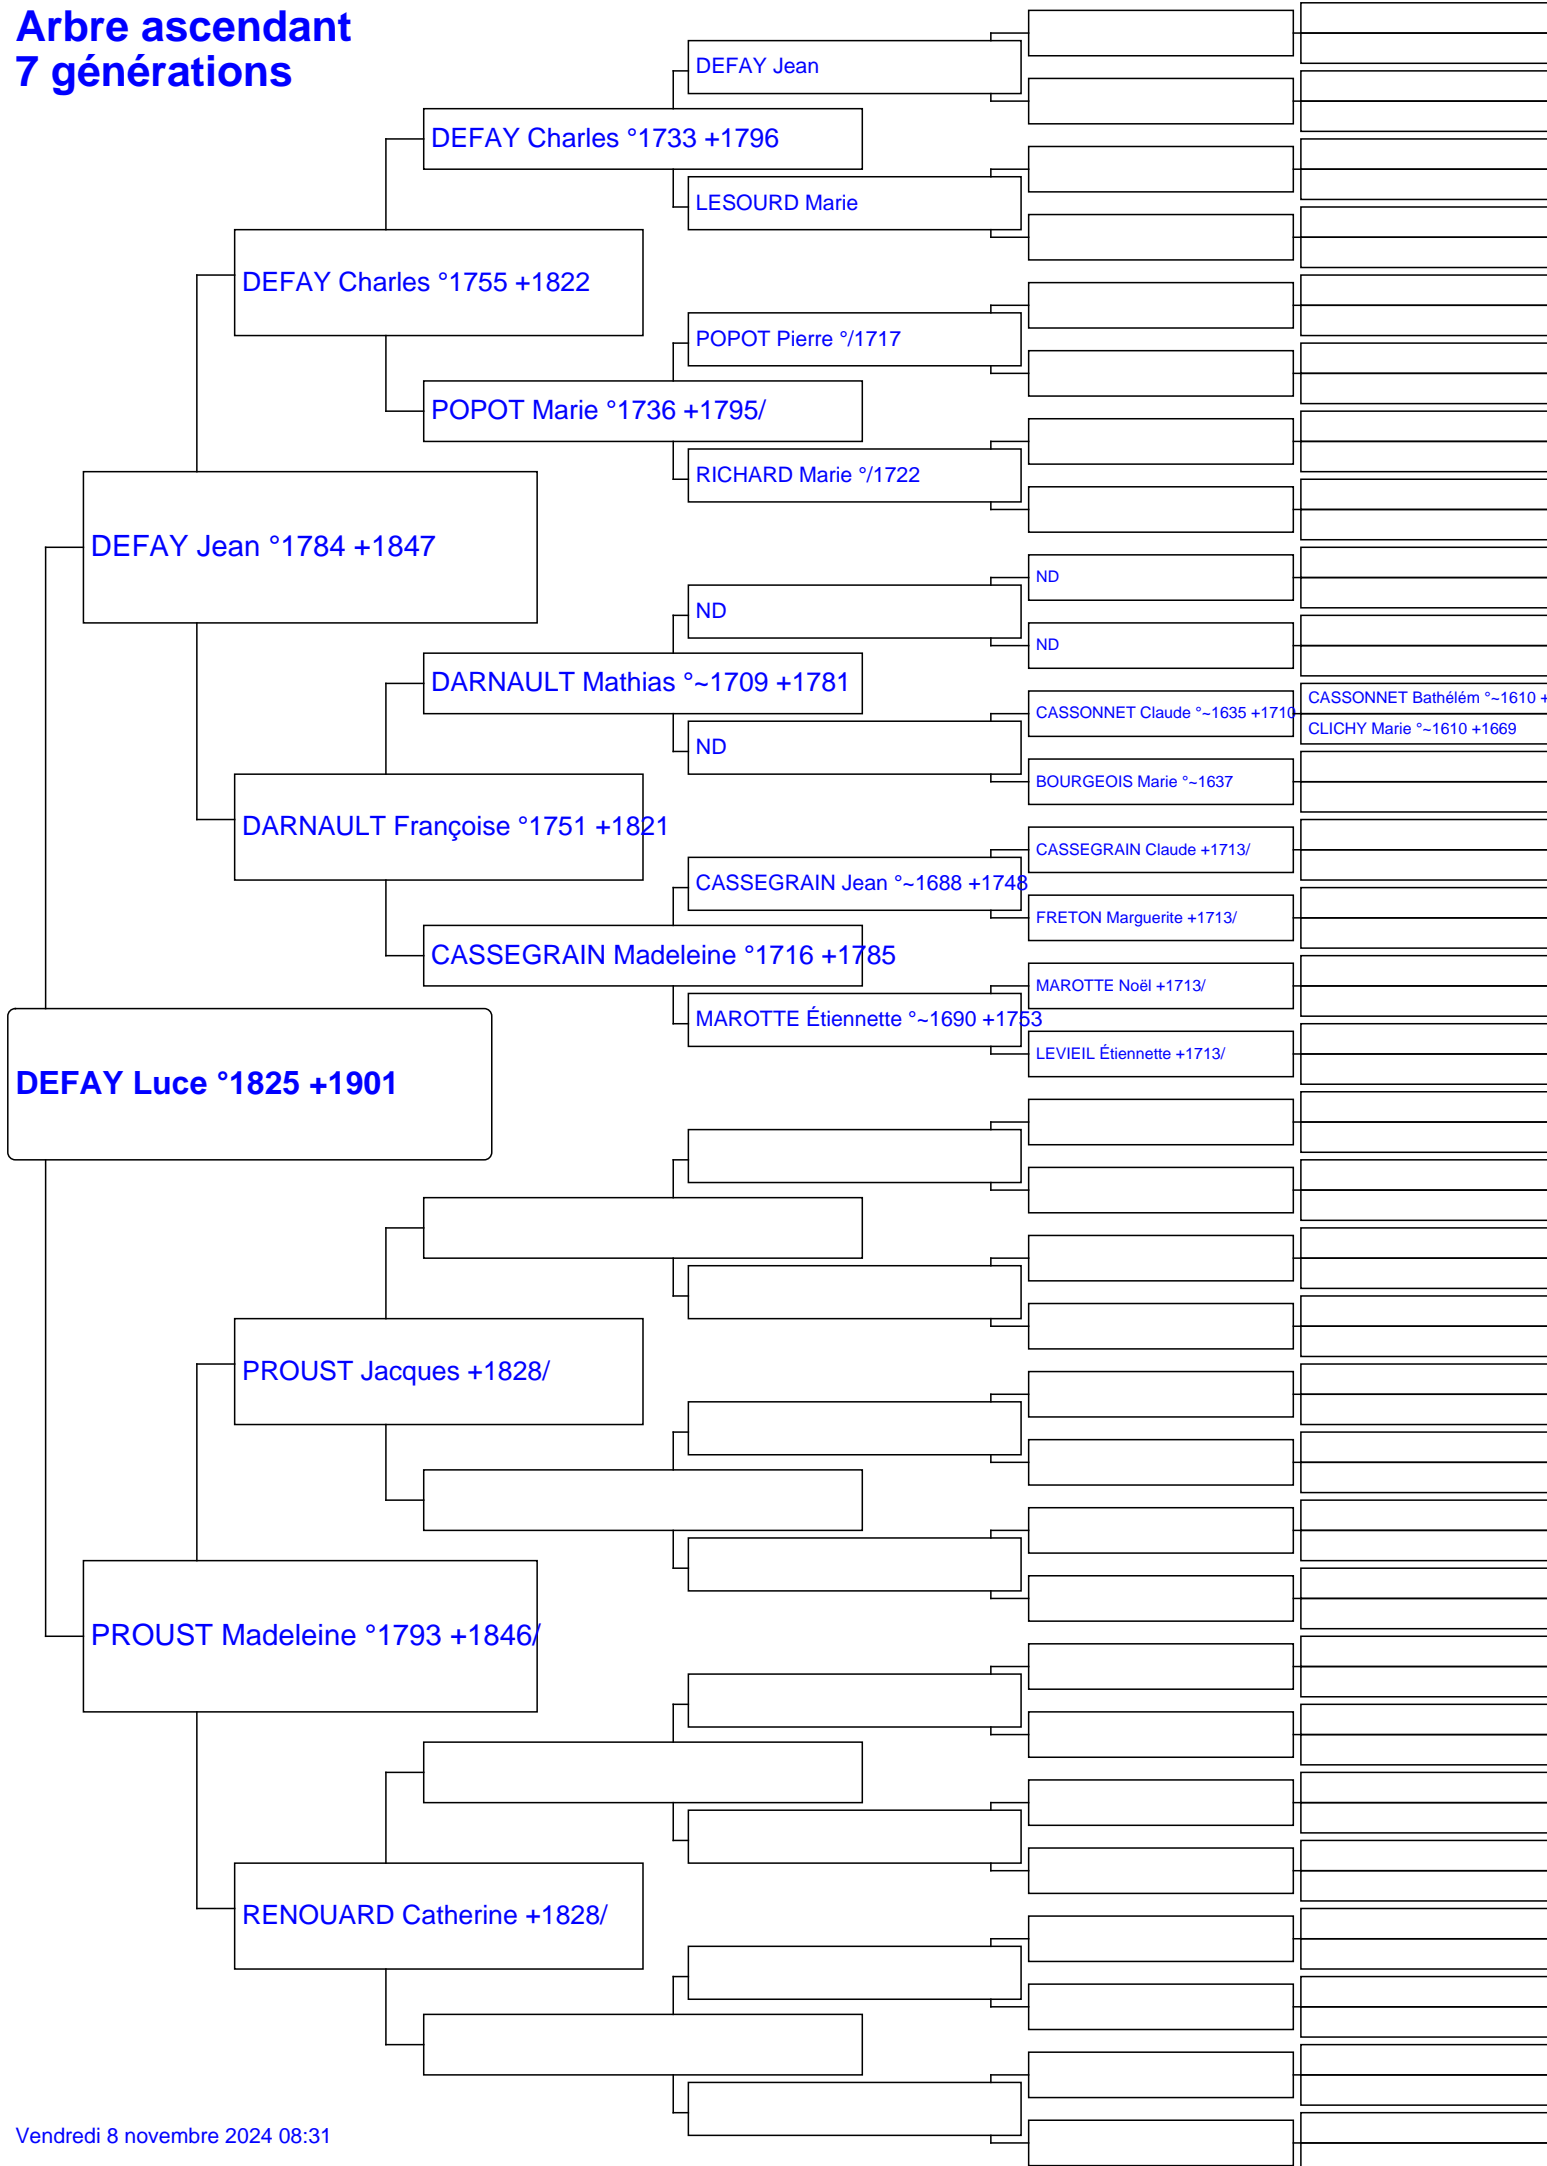 Arbre ascendant
7 générations
DEFAY Jean
DEFAY Charles °1733 +1796
LESOURD Marie
DEFAY Charles °1755 +1822
POPOT Pierre °/1717
POPOT Marie °1736 +1795/
RICHARD Marie °/1722
DEFAY Jean °1784 +1847
ND
ND
ND
DARNAULT Mathias °~1709 +1781
CASSONNET Bathélém °~1610 +
CASSONNET Claude °~1635 +1710
CLICHY Marie °~1610 +1669
ND
BOURGEOIS Marie °~1637
DARNAULT Françoise °1751 +1821
CASSEGRAIN Claude +1713/
CASSEGRAIN Jean °~1688 +1748
FRETON Marguerite +1713/
CASSEGRAIN Madeleine °1716 +1785
MAROTTE Noël +1713/
MAROTTE Étiennette °~1690 +1753
LEVIEIL Étiennette +1713/
DEFAY Luce °1825 +1901
PROUST Jacques +1828/
PROUST Madeleine °1793 +1846/
RENOUARD Catherine +1828/
Vendredi 8 novembre 2024 08:31